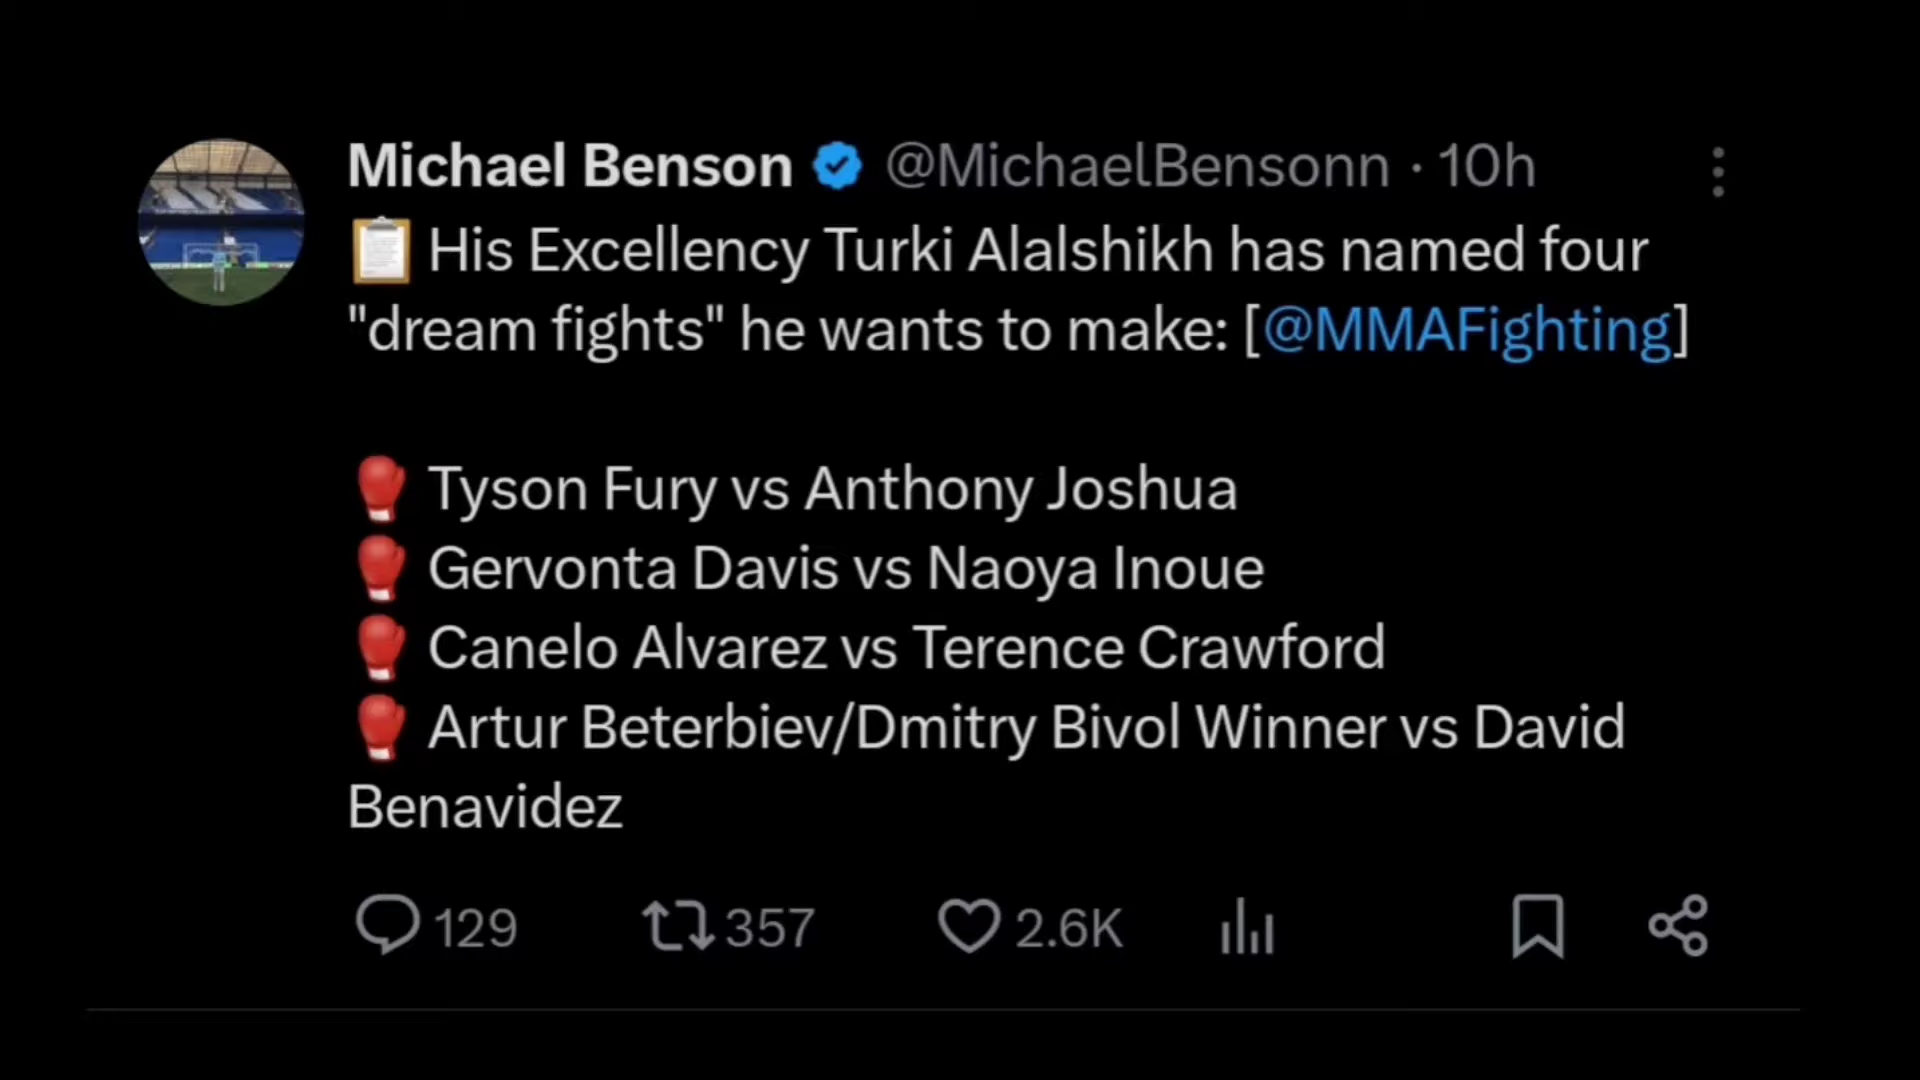 Michael Benson @MichaelBensonn · 10h
📋 His Excellency Turki Alalshikh has named four
"dream fights" he wants to make: [@MMAFighting]
🥊 Tyson Fury vs Anthony Joshua
🥊 Gervonta Davis vs Naoya Inoue
🥊 Canelo Alvarez vs Terence Crawford
🥊 Artur Beterbiev/Dmitry Bivol Winner vs David
Benavidez
129 357 2.6K